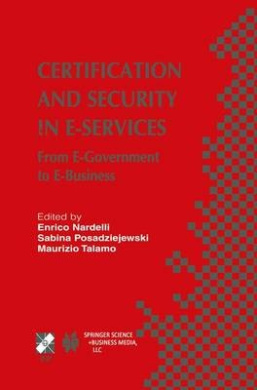 CERTIFICATION
AND SECURITY
IN E-SERVICES
From E-Government
to E-Business
Edited by
Enrico Nardelli
Sabina Posadziejewski
Maurizio Talamo
SPRINGER SCIENCE
+BUSINESS MEDIA,
LLC